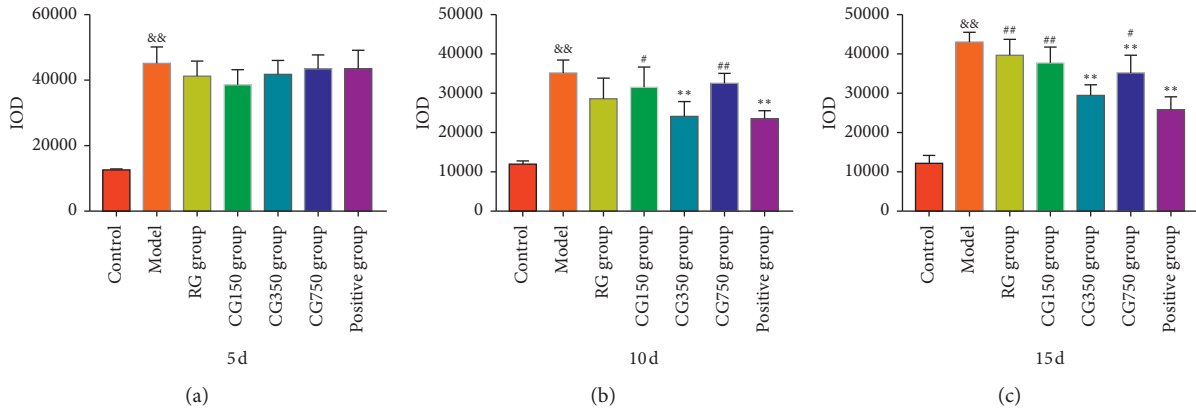 60000
40000
20000
0
IOD
&&
Control
Model
RG group
CG150 group
CG350 group
CG750 group
Positive group
5 d
(a)
50000
40000
30000
20000
10000
0
IOD
&&
#
**
##
**
Control
Model
RG group
CG150 group
CG350 group
CG750 group
Positive group
10 d
(b)
50000
40000
30000
20000
10000
0
IOD
&&
##
##
**
#
**
**
Control
Model
RG group
CG150 group
CG350 group
CG750 group
Positive group
15 d
(c)